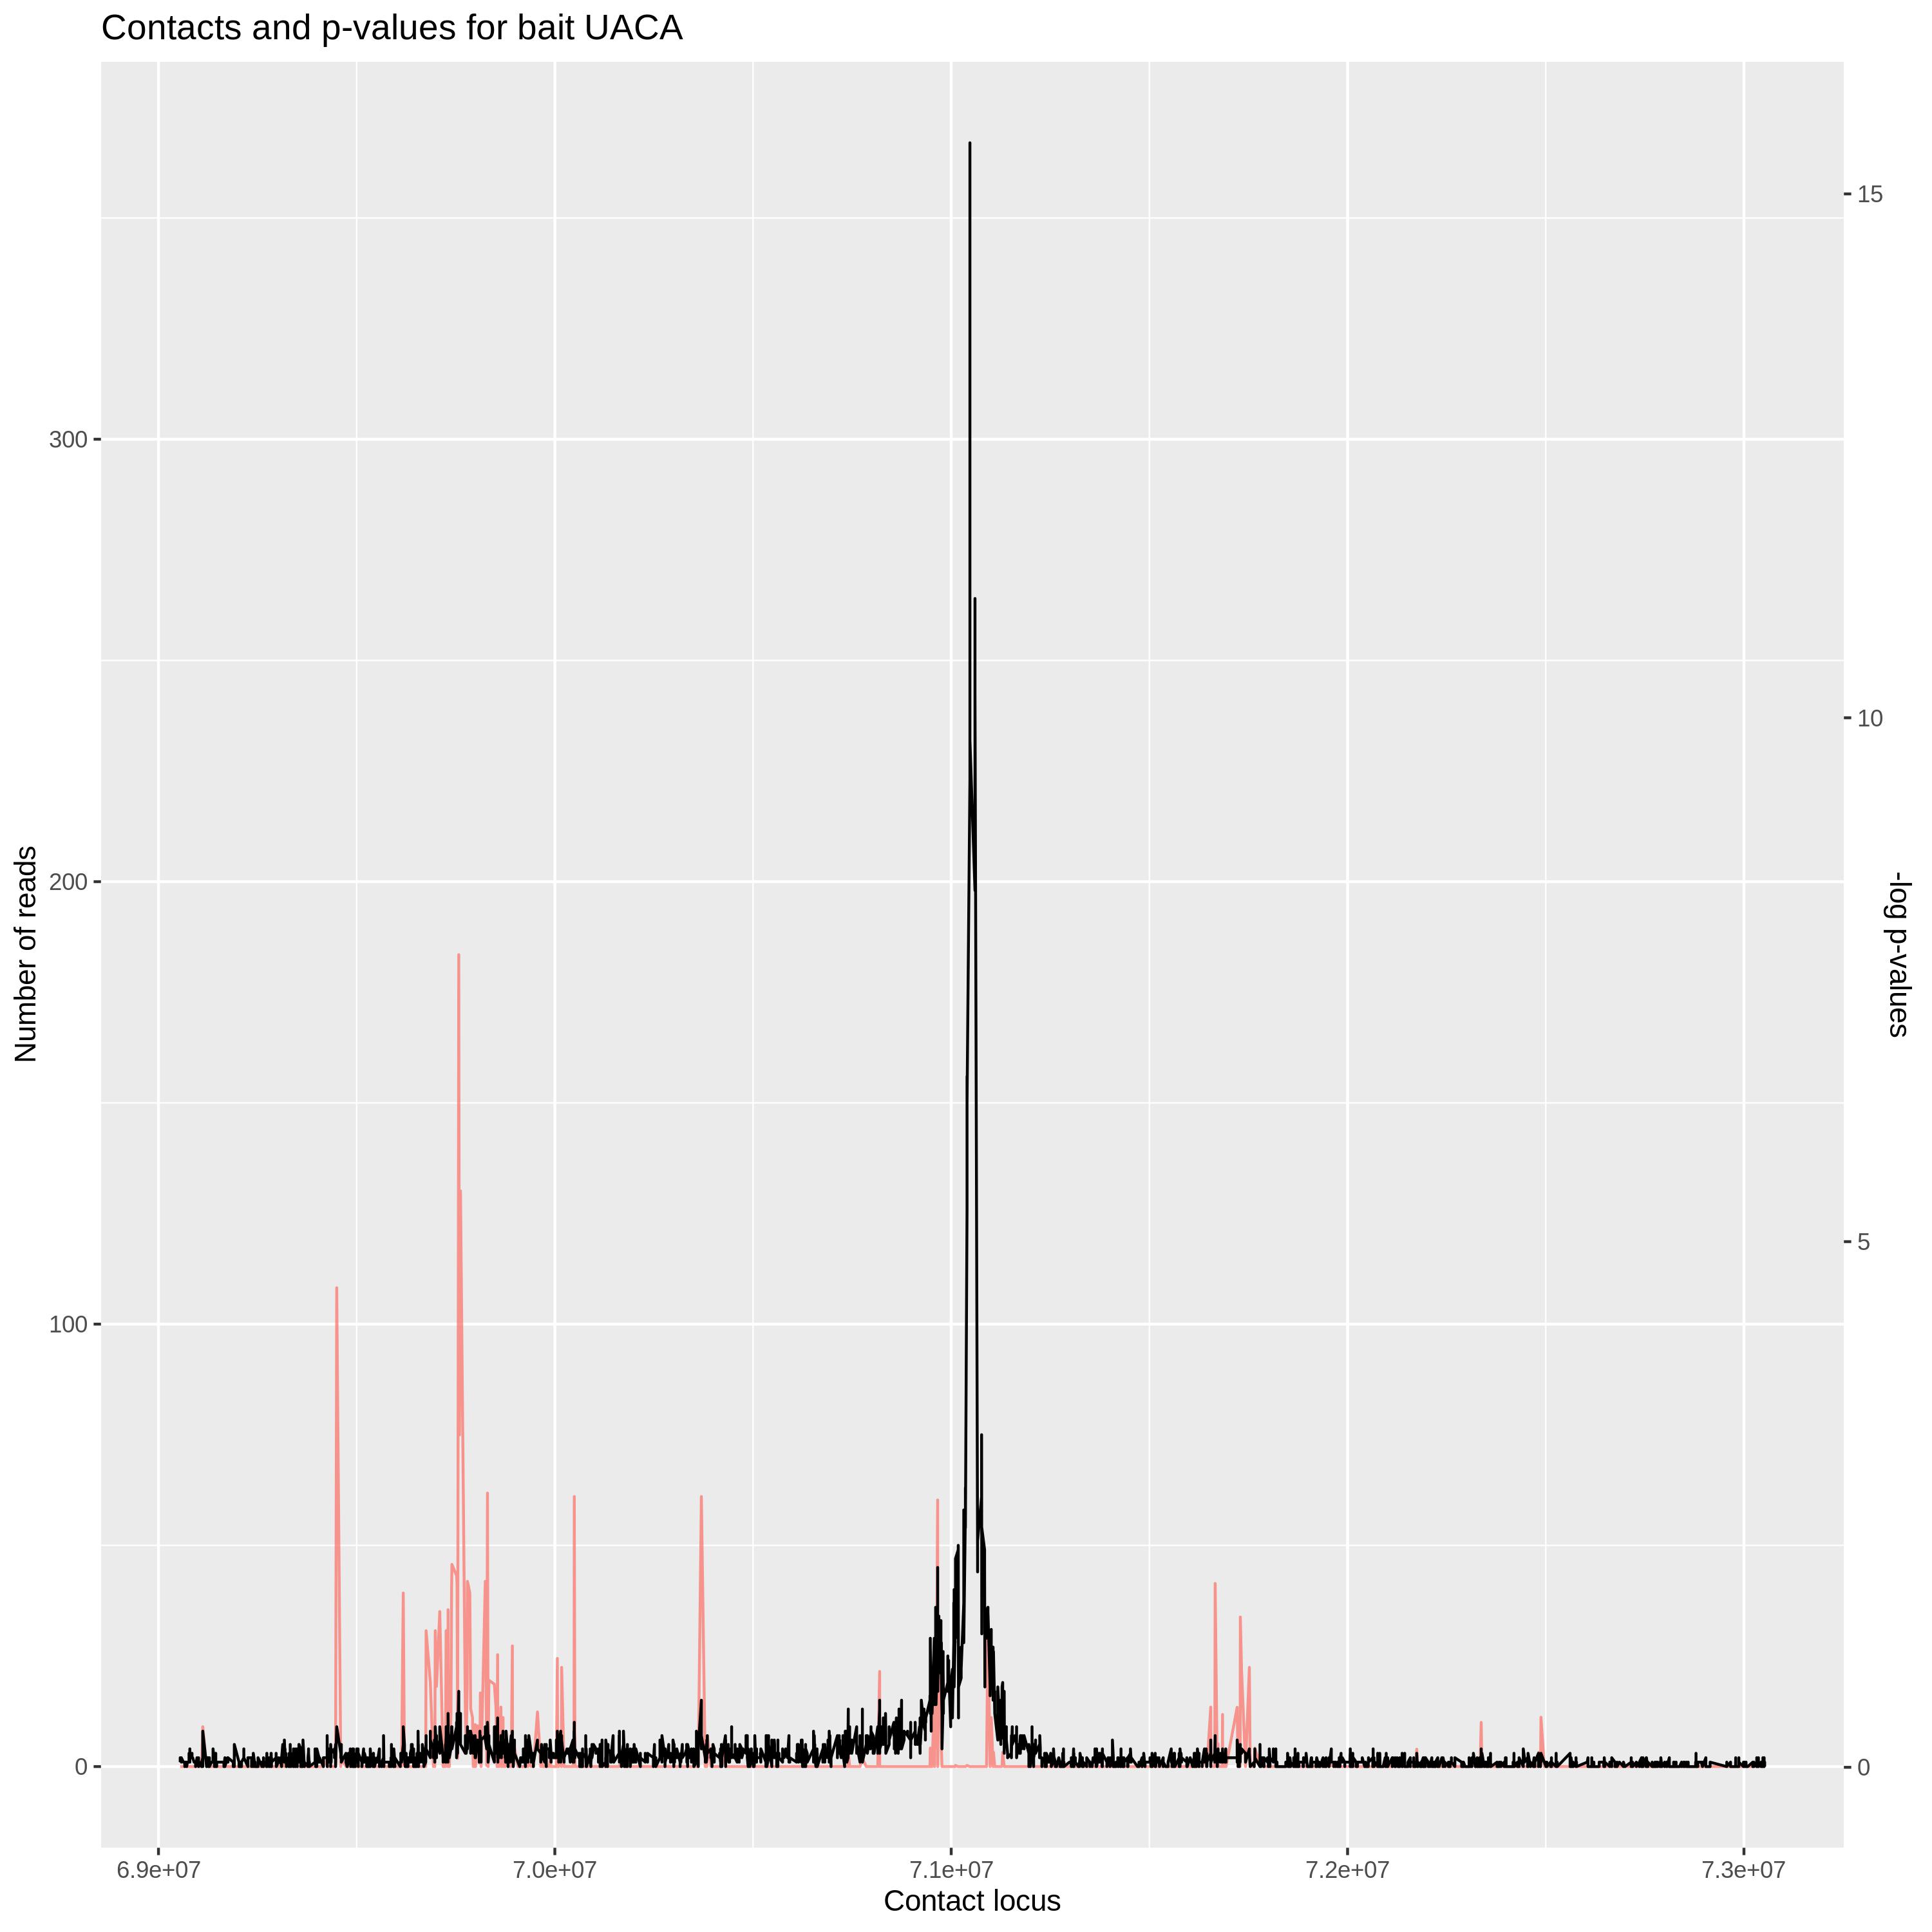 Contacts and p-values for bait UACA
15
300
10
200
Number of reads
-log p-values
5
100
0
0
6.9e+07 7.0e+07 7.1e+07 7.2e+07 7.3e+07
Contact locus